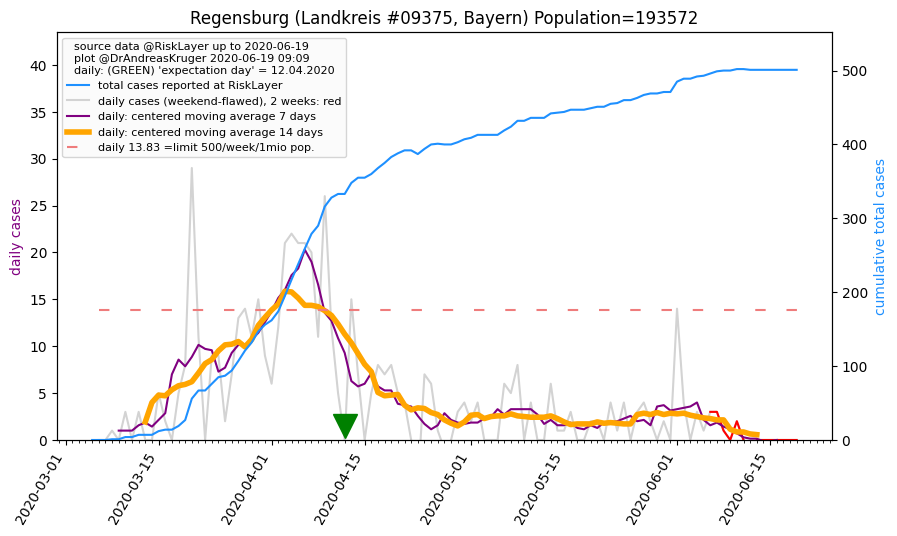 Regensburg (Landkreis #09375, Bayern) Population=193572
source data @RiskLayer up to 2020-06-19
plot @DrAndreasKruger 2020-06-19 09:09
daily: (GREEN) 'expectation day' = 12.04.2020
total cases reported at RiskLayer
daily cases (weekend-flawed), 2 weeks: red
daily: centered moving average 7 days
daily: centered moving average 14 days
daily 13.83 =limit 500/week/1mio pop.
daily cases
40
35
30
25
20
15
10
5
0
cumulative total cases
500
400
300
200
100
0
2020-03-01
2020-03-15
2020-04-01
2020-04-15
2020-05-01
2020-05-15
2020-06-01
2020-06-15